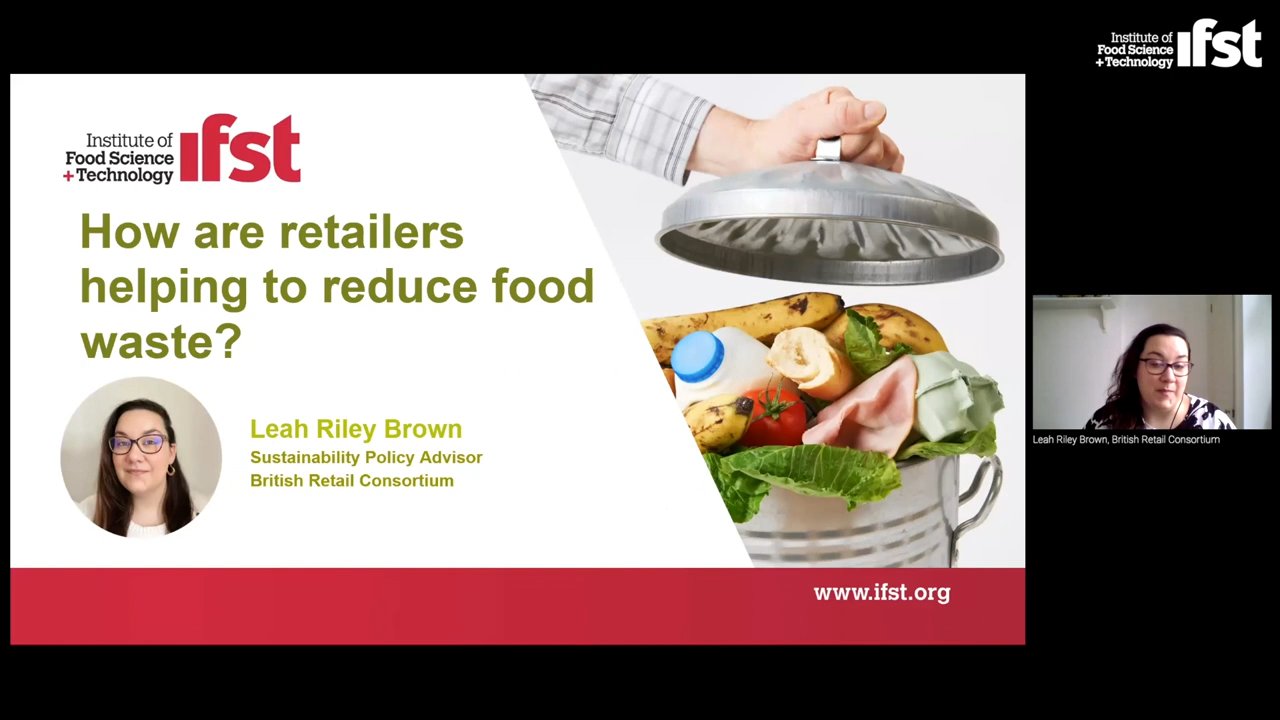 Institute of
Food Science
+Technology
ifst
Institute of
Food Science
+Technology
ifst
How are retailers
helping to reduce food
waste?
Leah Riley Brown
Sustainability Policy Advisor
British Retail Consortium
Leah Riley Brown, British Retail Consortium
www.ifst.org